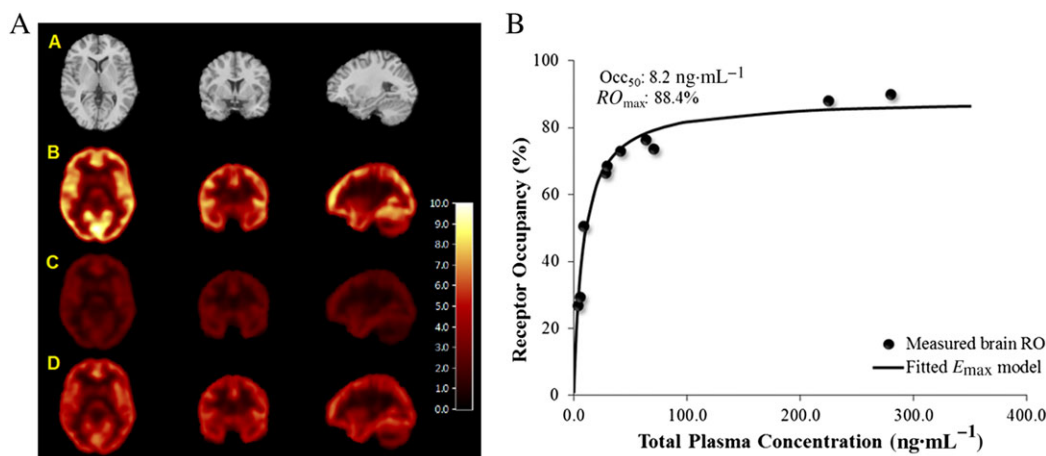 A
A
B
C
D
10.0
9.0
8.0
7.0
6.0
5.0
4.0
3.0
2.0
1.0
0.0
B
Receptor Occupancy (%)
100
80
60
40
20
0
Occ50: 8.2 ng·mL−1
ROmax: 88.4%
Measured brain RO
Fitted Emax model
0.0 100.0 200.0 300.0 400.0
Total Plasma Concentration (ng·mL−1)